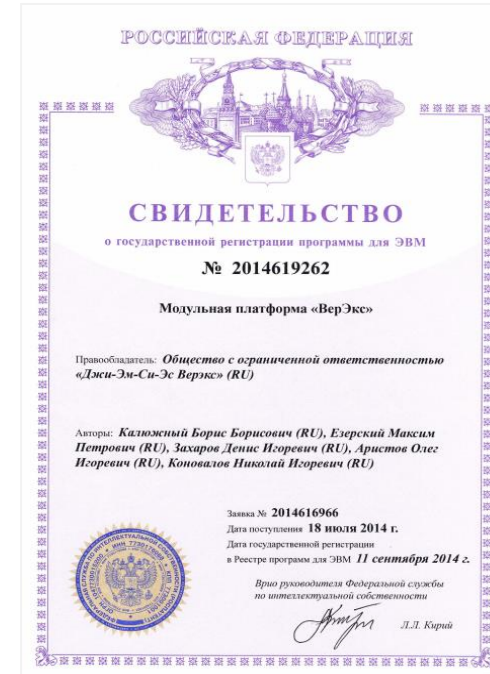 РОССИЙСКАЯ ФЕДЕРАЦИЯ
СВИДЕТЕЛЬСТВО
о государственной регистрации программы для ЭВМ
№ 2014619262
Модульная платформа «ВерЭкс»
Правообладатель: Общество с ограниченной ответственностью
«Джи-Эм-Си-Эс Верэкс» (RU)
Авторы: Калюжный Борис Борисович (RU), Езерский Максим
Петрович (RU), Захаров Денис Игоревич (RU), Аристов Олег
Игоревич (RU), Коновалов Николай Игоревич (RU)
Заявка № 2014616966
Дата поступления 18 июля 2014 г.
Дата государственной регистрации
в Реестре программ для ЭВМ 11 сентября 2014 г.
Врио руководителя Федеральной службы
по интеллектуальной собственности
Л.Л. Кирий